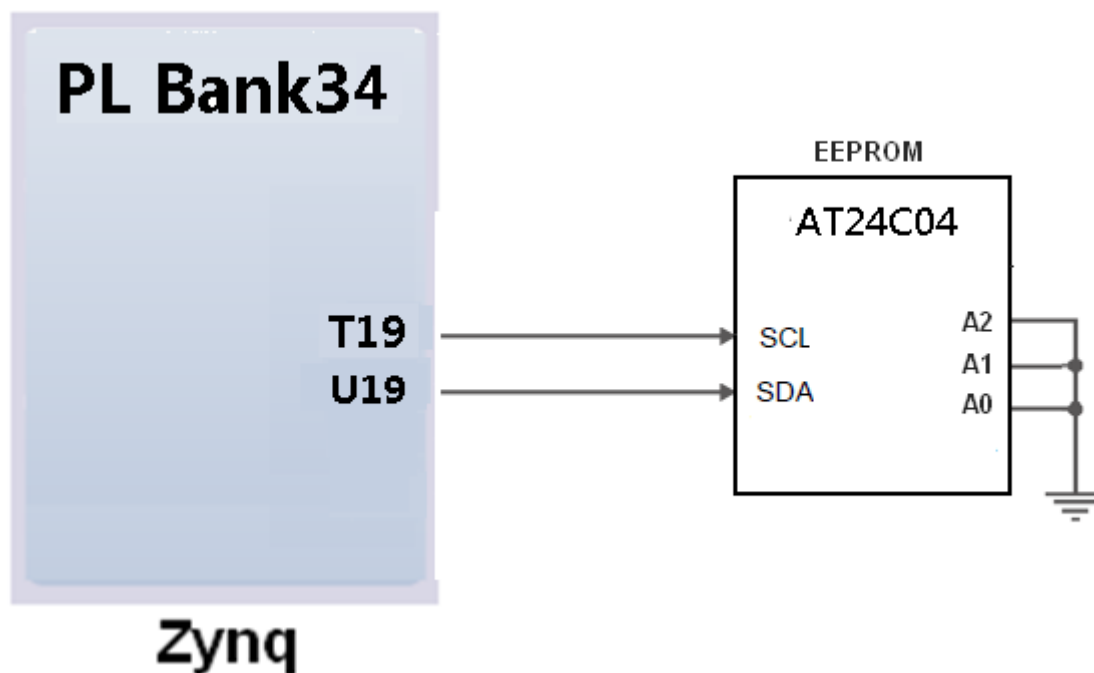 PL Bank34
EEPROM
AT24C04
T19
SCL
A2
A1
U19
SDA
A0
Zynq